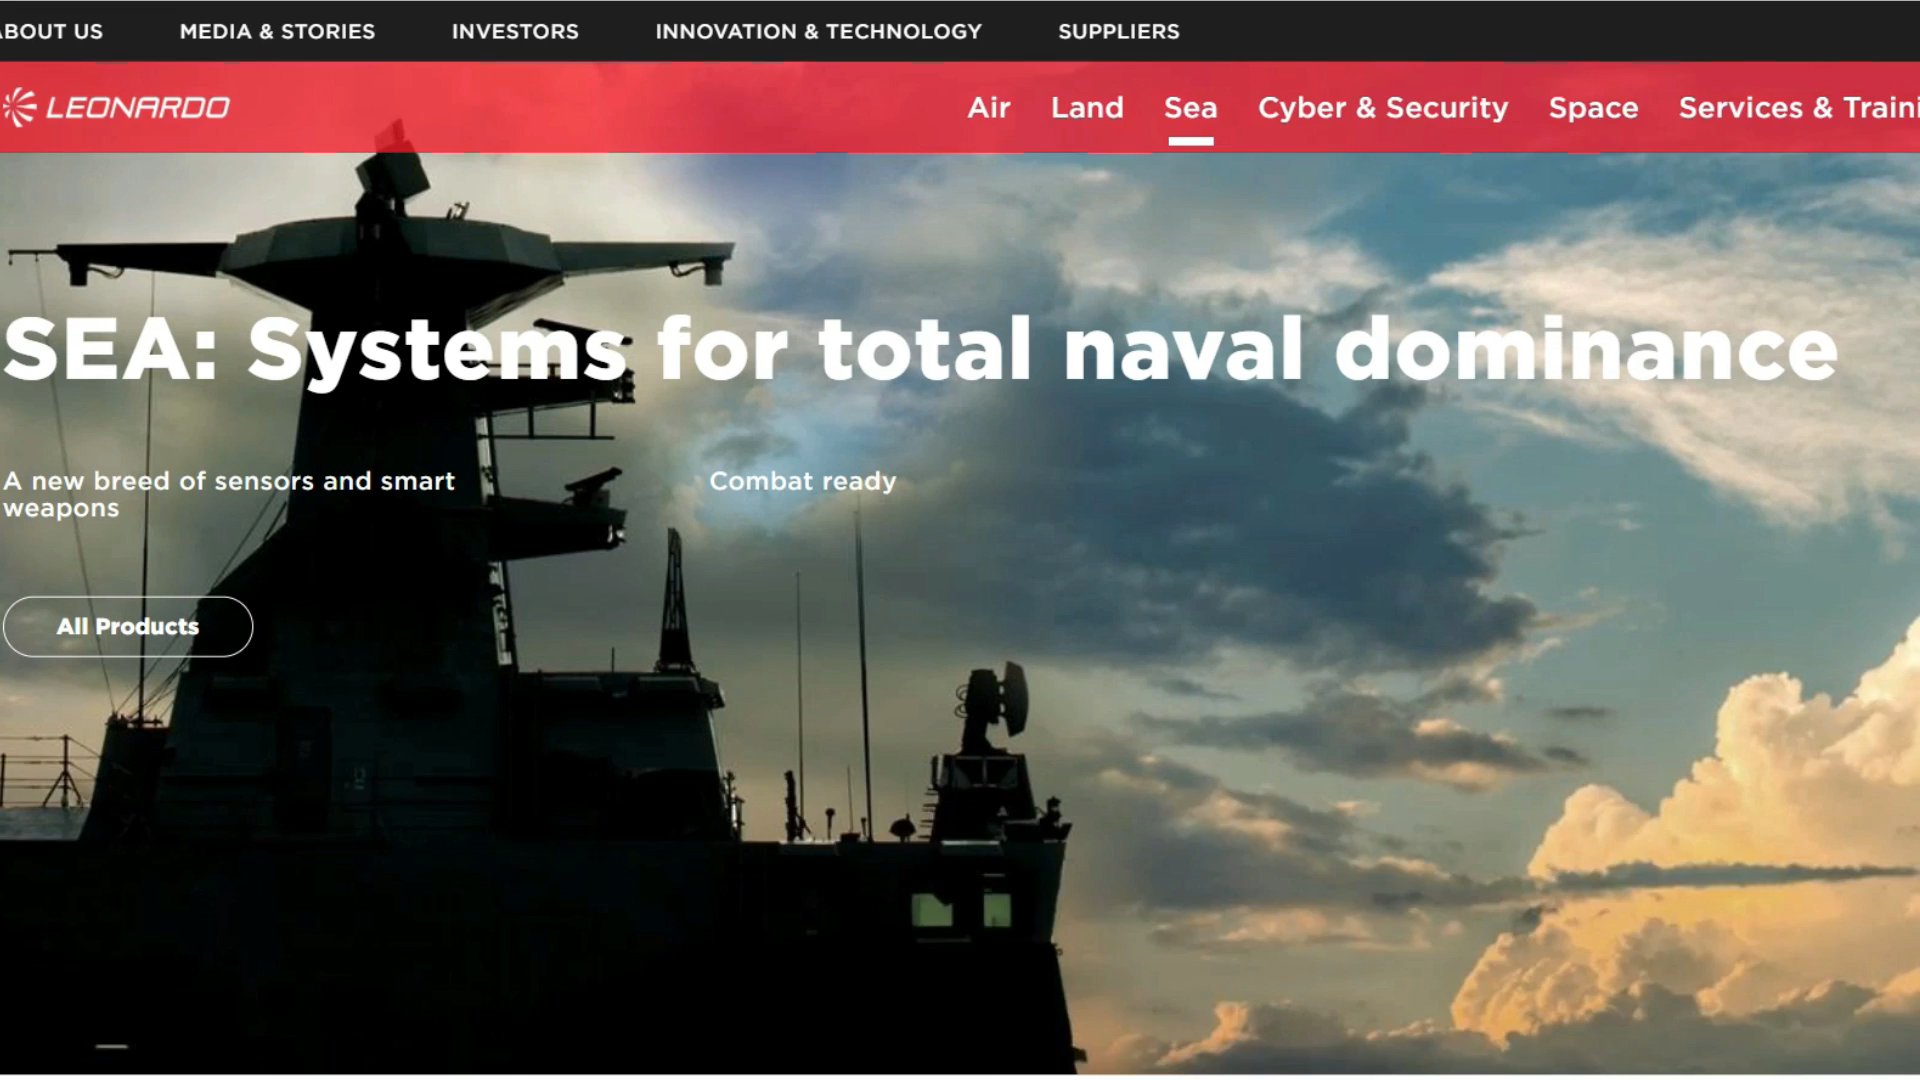 ABOUT US MEDIA & STORIES INVESTORS INNOVATION & TECHNOLOGY SUPPLIERS
LEONARDO Air Land Sea Cyber & Security Space Services & Traini
SEA: Systems for total naval dominance
A new breed of sensors and smart
weapons
Combat ready
All Products